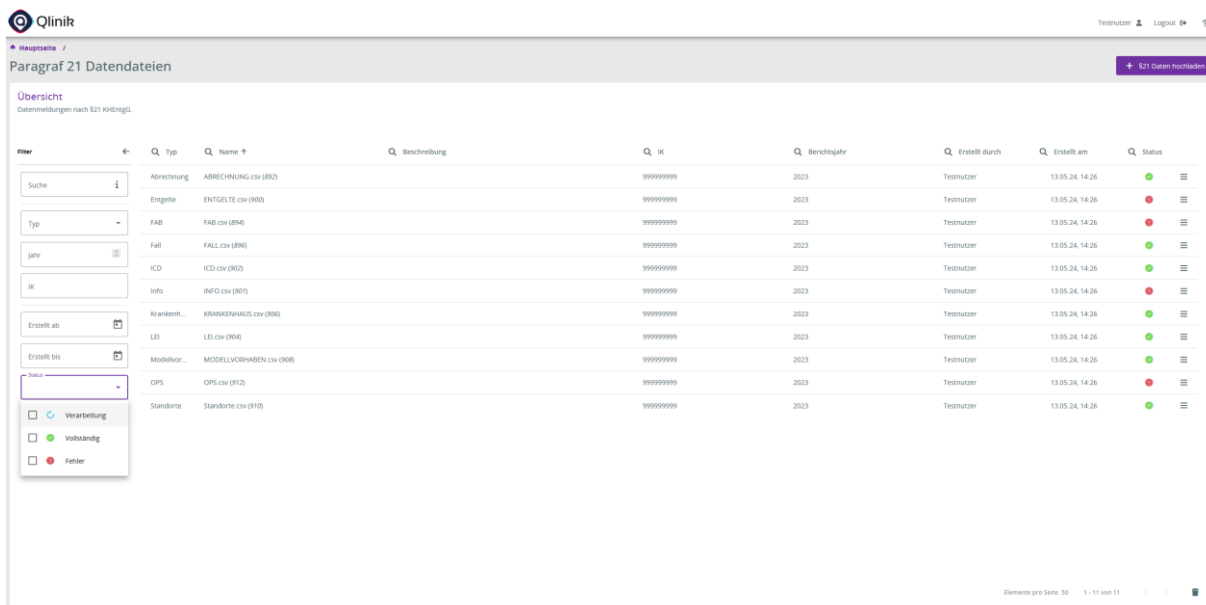 Qlinik
Testnutzer Logout ?
Hauptseite /
Paragraf 21 Datendateien
+ §21 Daten hochladen
Übersicht
Datenmeldungen nach §21 KHEntgG.
Filter
Suche
Typ
Jahr
IK
Erstellt ab
Erstellt bis
Status
Verarbeitung
Vollständig
Fehler
Typ Name ↑ Beschreibung IK Berichtsjahr Erstellt durch Erstellt am Status
Abrechnung ABRECHNUNG.csv (892) 999999999 2023 Testnutzer 13.05.24, 14:26
Entgelte ENTGELTE.csv (900) 999999999 2023 Testnutzer 13.05.24, 14:26
FAB FAB.csv (894) 999999999 2023 Testnutzer 13.05.24, 14:26
Fall FALL.csv (896) 999999999 2023 Testnutzer 13.05.24, 14:26
ICD ICD.csv (902) 999999999 2023 Testnutzer 13.05.24, 14:26
Info INFO.csv (901) 999999999 2023 Testnutzer 13.05.24, 14:26
Krankenh... KRANKENHAUS.csv (906) 999999999 2023 Testnutzer 13.05.24, 14:26
LEI LEI.csv (904) 999999999 2023 Testnutzer 13.05.24, 14:26
Modellvor... MODELLVORHABEN.csv (908) 999999999 2023 Testnutzer 13.05.24, 14:26
OPS OPS.csv (912) 999999999 2023 Testnutzer 13.05.24, 14:26
Standorte Standorte.csv (910) 999999999 2023 Testnutzer 13.05.24, 14:26
Elemente pro Seite: 50 1 - 11 von 11